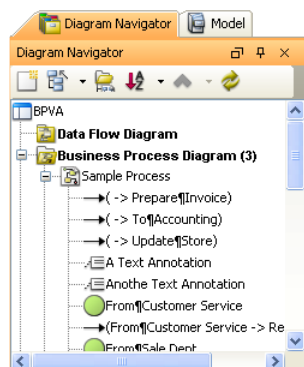 Diagram Navigator Model
Diagram Navigator
BPVA
Data Flow Diagram
Business Process Diagram (3)
Sample Process
( -> Prepare¶Invoice)
( -> To¶Accounting)
( -> Update¶Store)
A Text Annotation
Anothe Text Annotation
From¶Customer Service
(From¶Customer Service -> Re
From¶Sale Dept